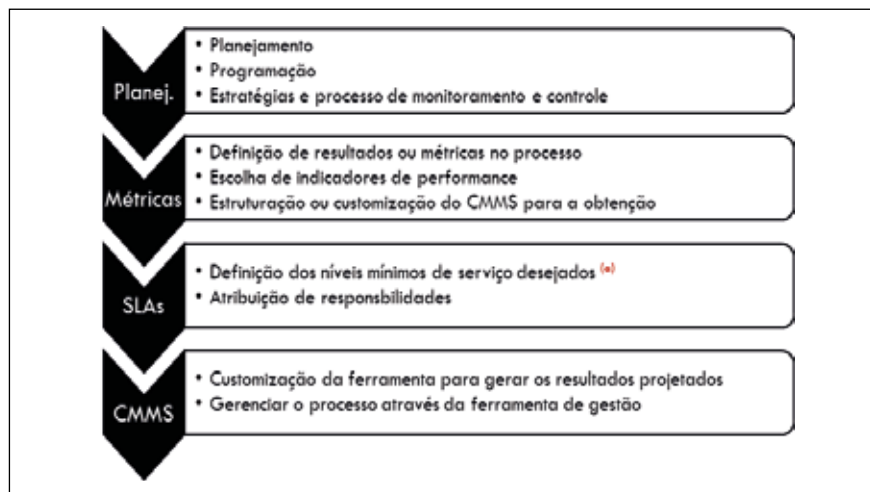 Planej.
• Planejamento
• Programação
• Estratégias e processo de monitoramento e controle
Métricas
• Definição de resultados ou métricas no processo
• Escolha de indicadores de performance
• Estruturação ou customização do CMMS para a obtenção
SLAs
• Definição dos níveis mínimos de serviço desejados (*)
• Atribuição de responsbilidades
CMMS
• Customização da ferramenta para gerar os resultados projetados
• Gerenciar o processo através da ferramenta de gestão